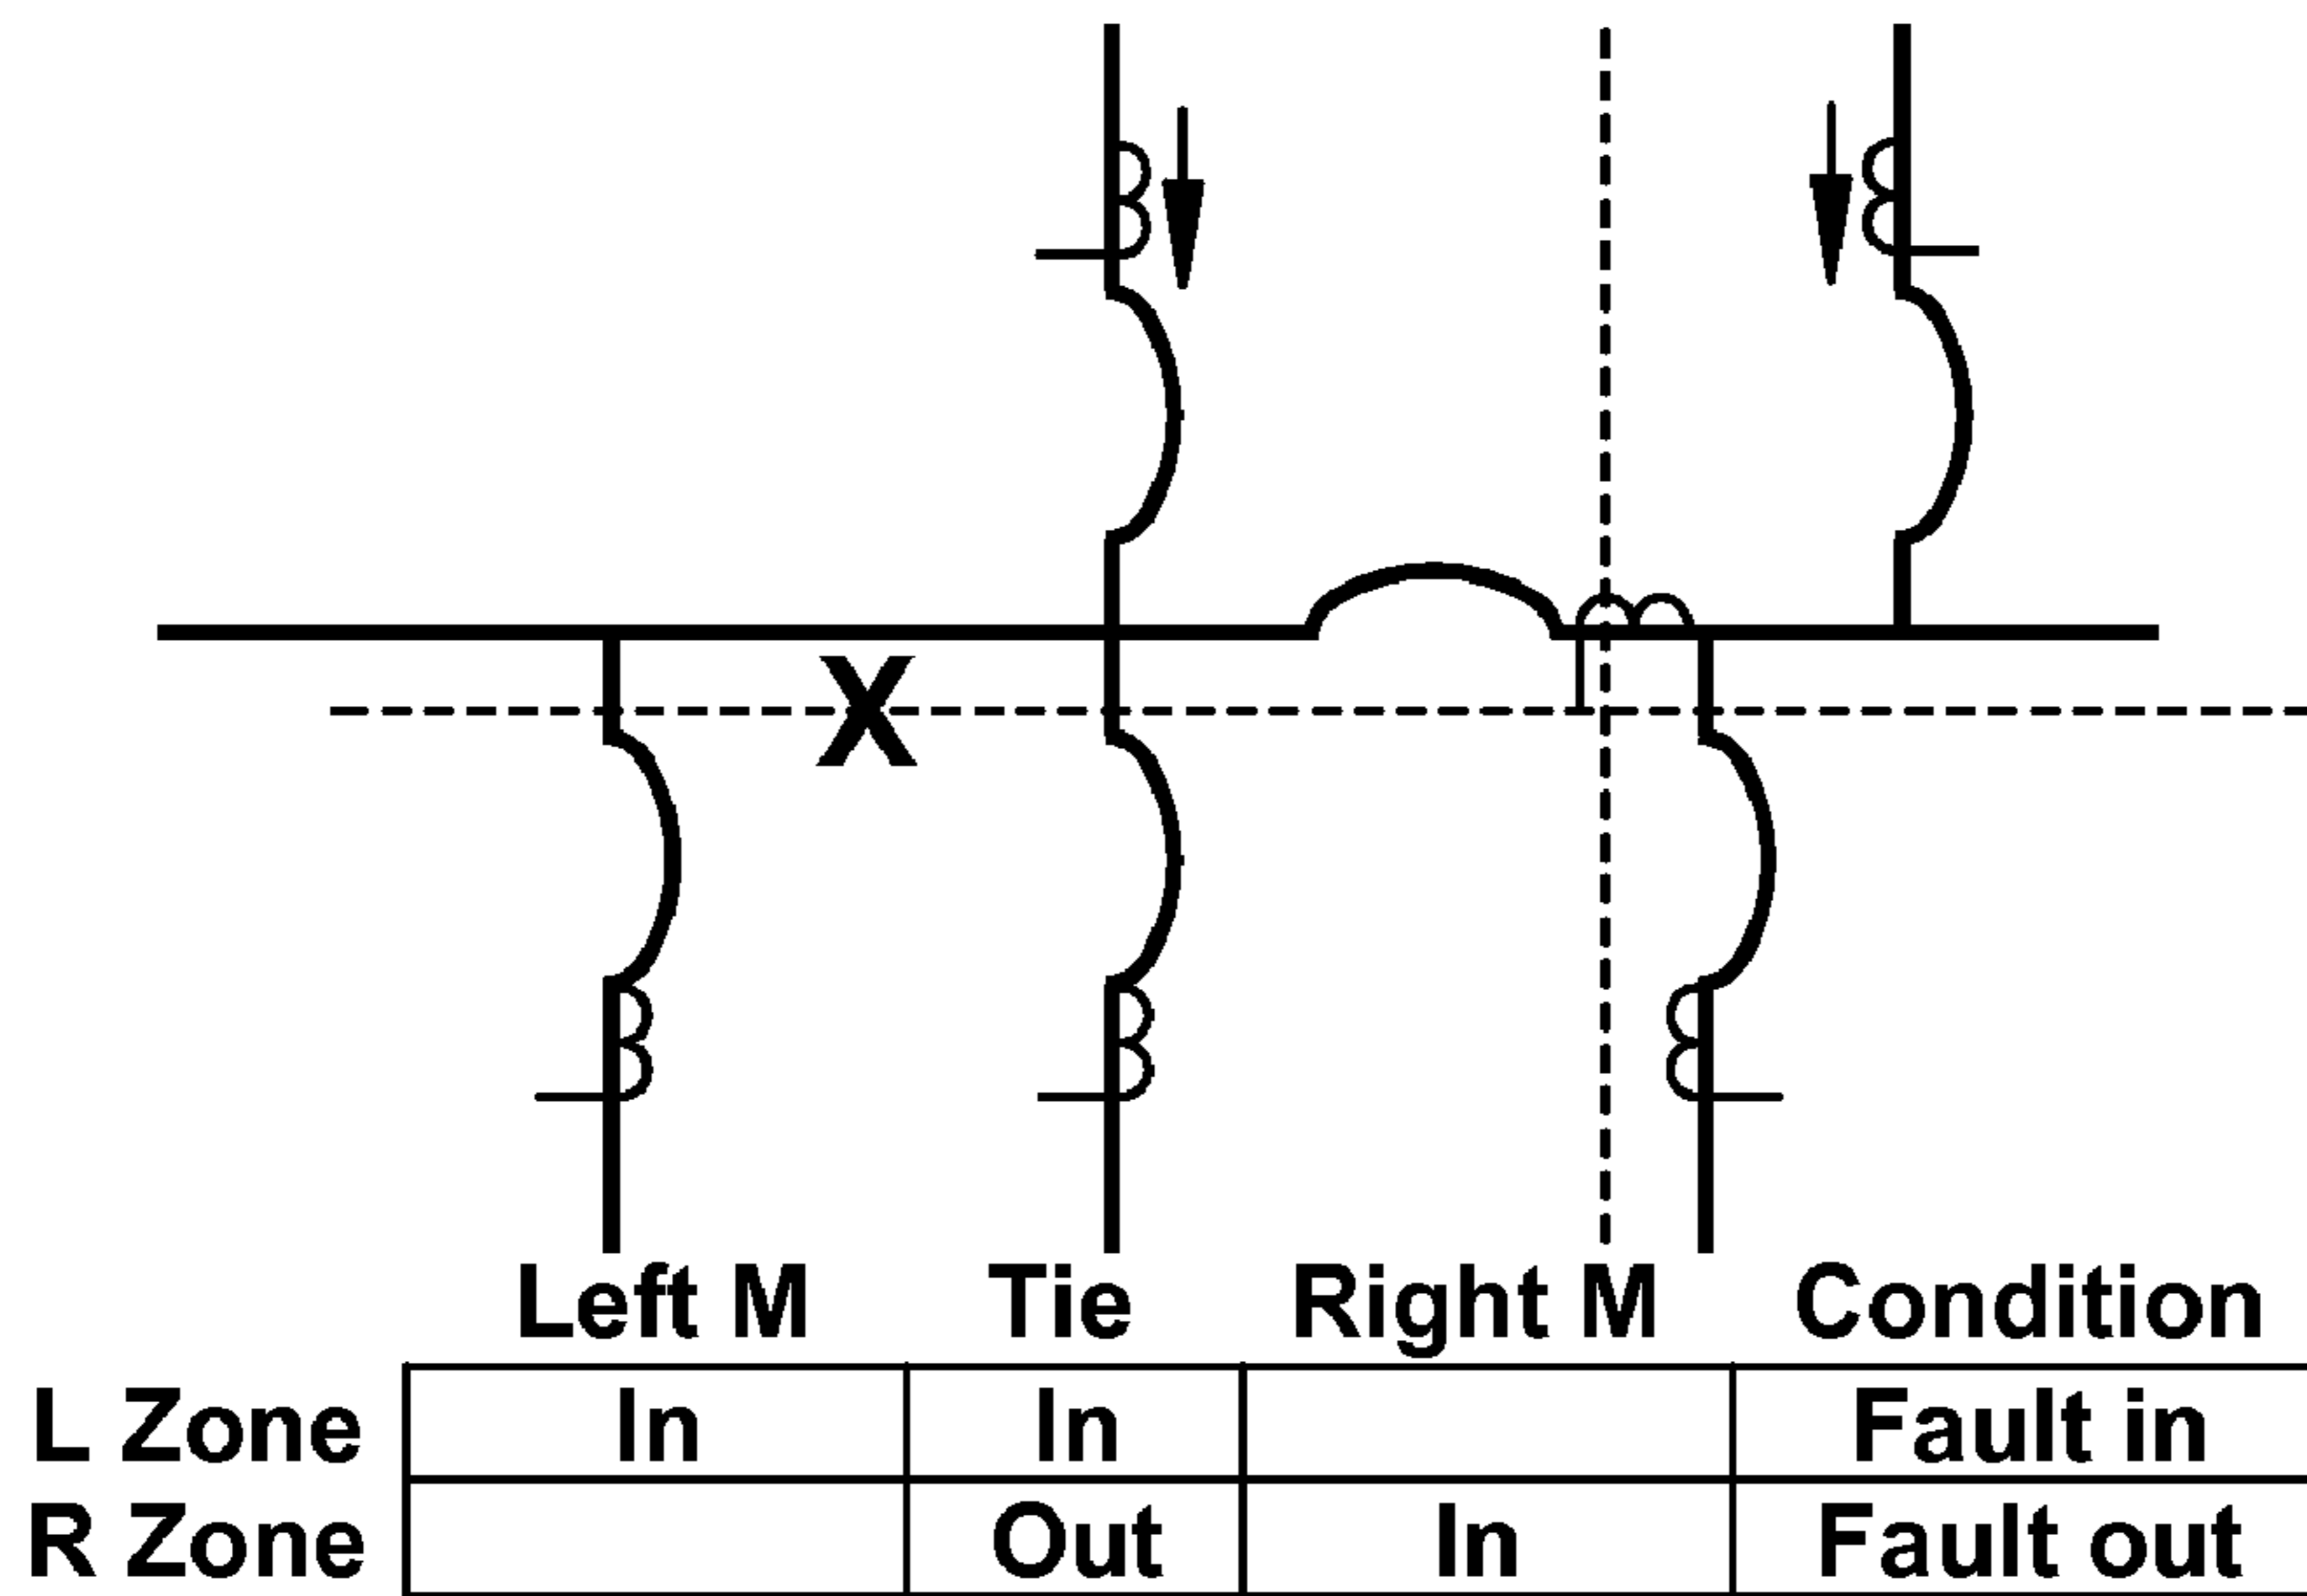 X
Left M Tie Right M Condition
L Zone In In Fault in
R Zone Out In Fault out